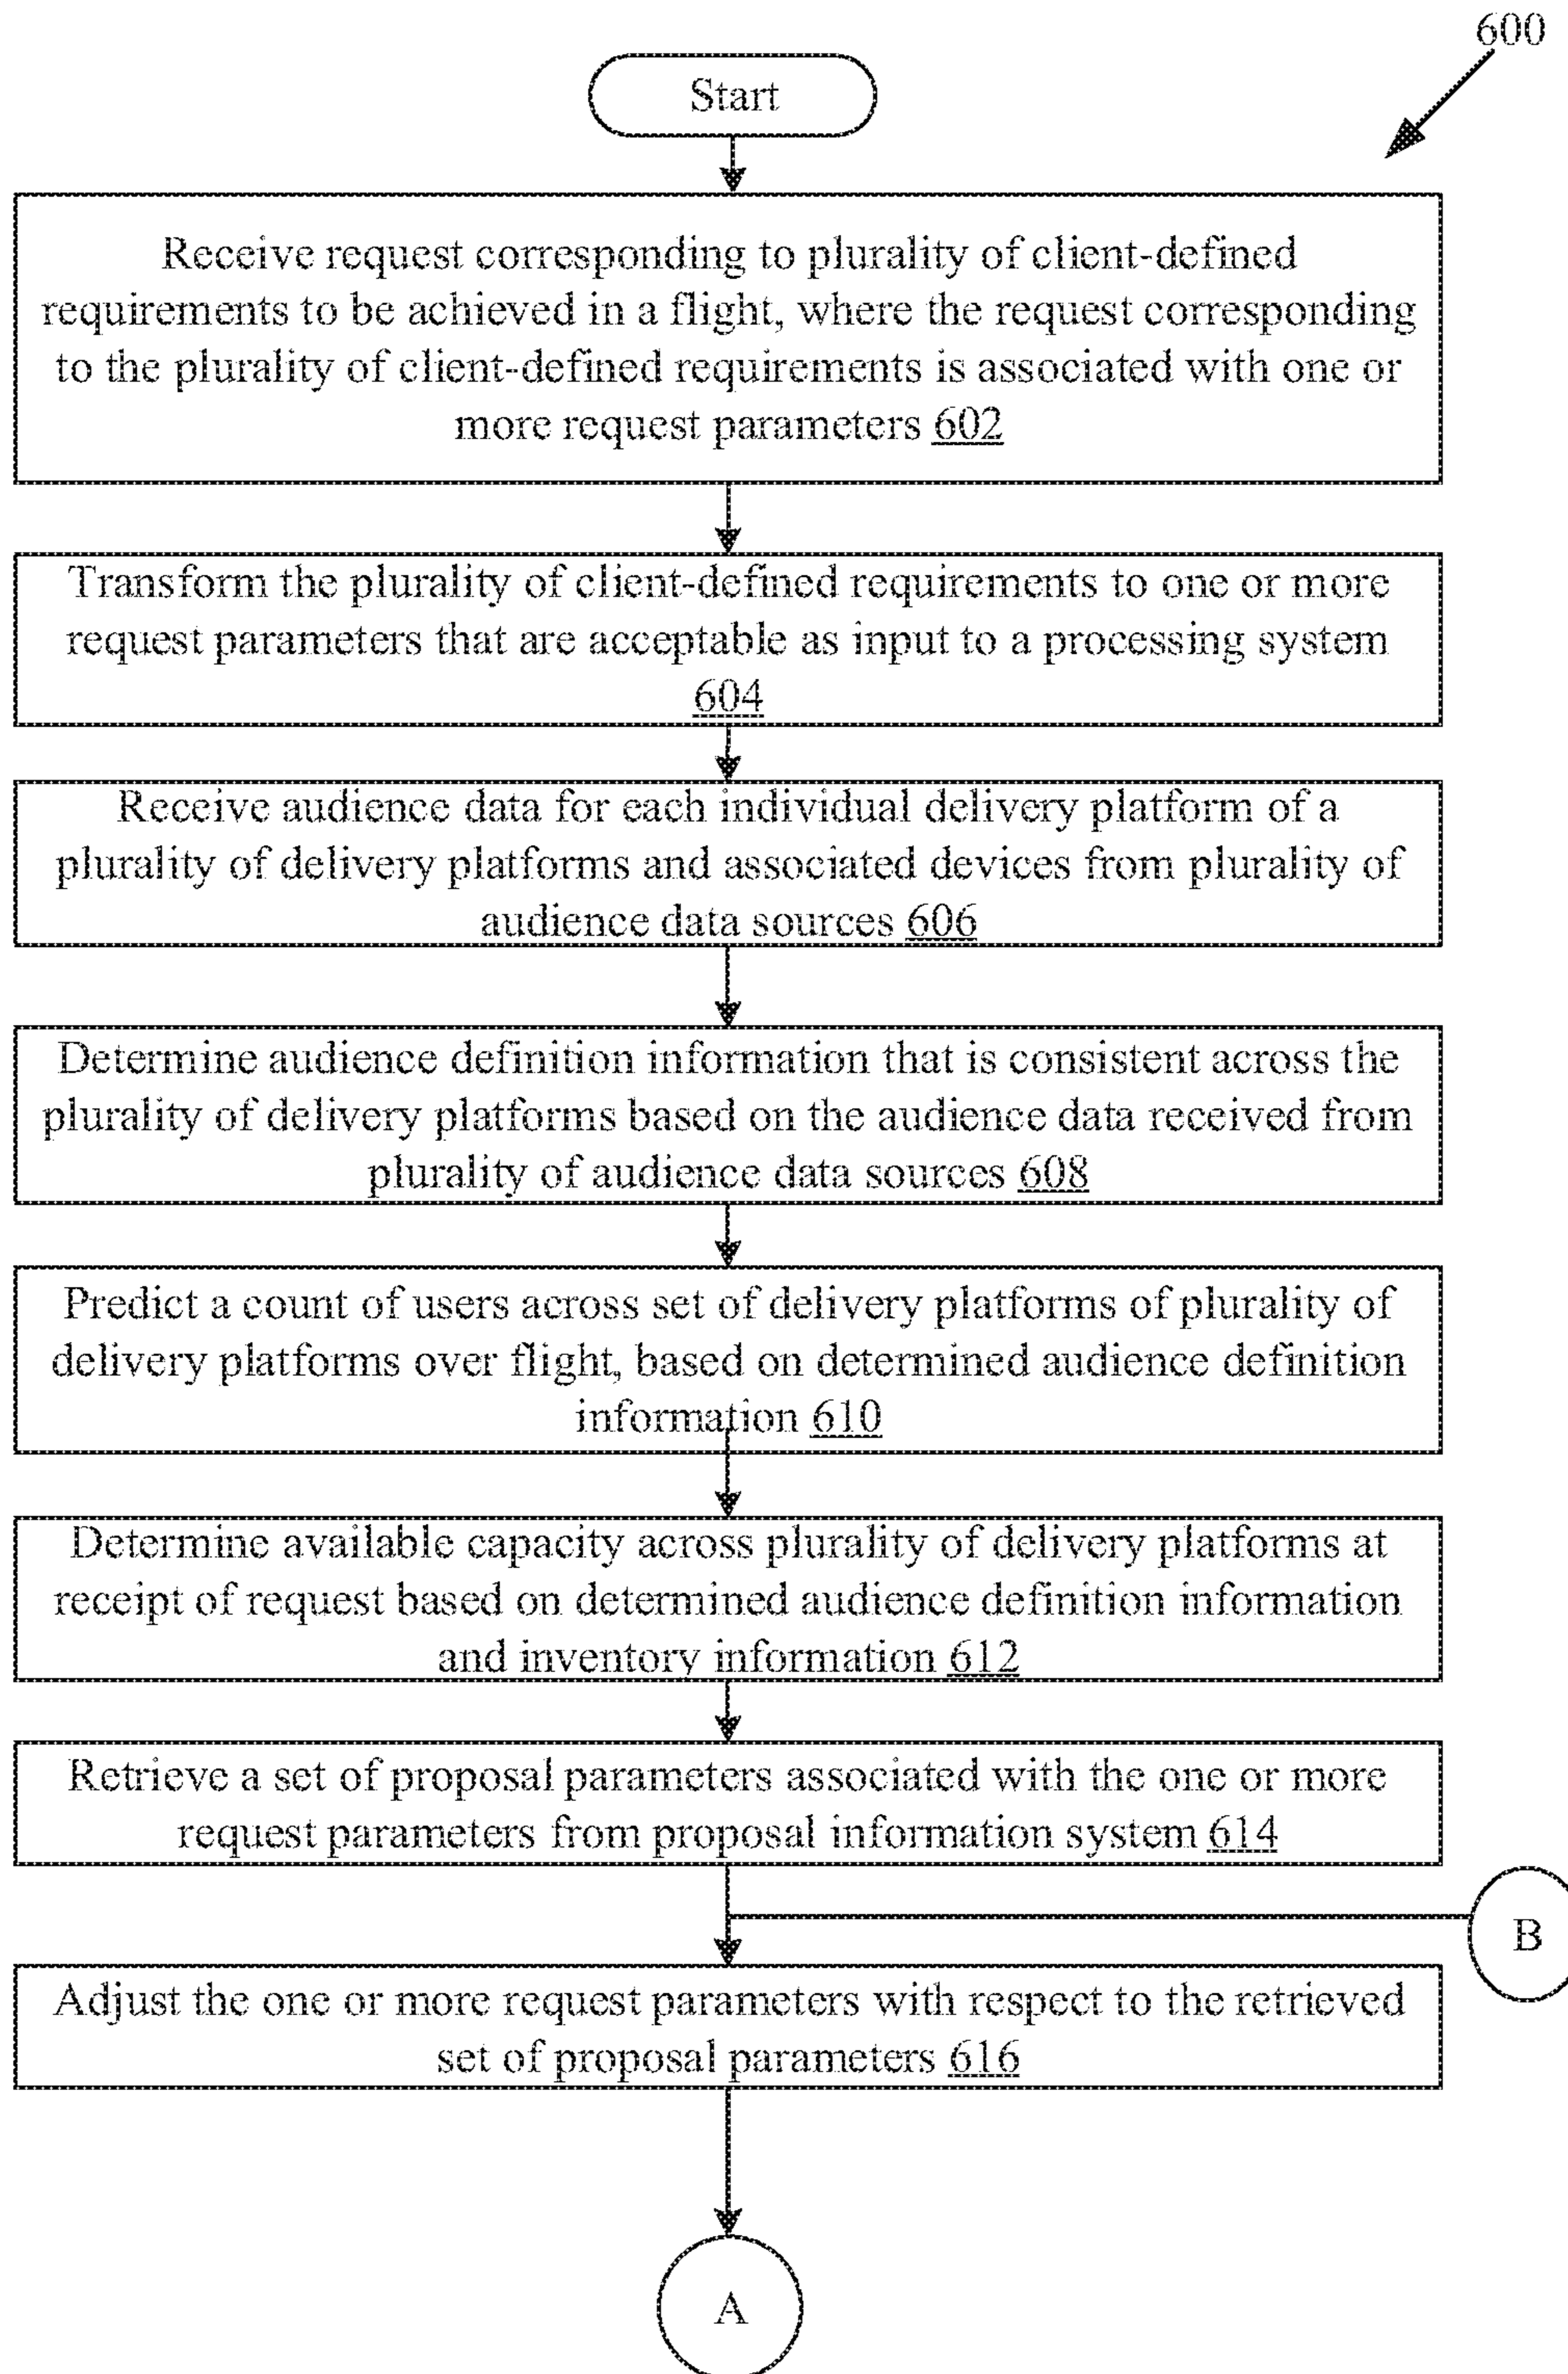 600
Start
Receive request corresponding to plurality of client-defined
requirements to be achieved in a flight, where the request corresponding
to the plurality of client-defined requirements is associated with one or
more request parameters 602
Transform the plurality of client-defined requirements to one or more
request parameters that are acceptable as input to a processing system
604
Receive audience data for each individual delivery platform of a
plurality of delivery platforms and associated devices from plurality of
audience data sources 606
Determine audience definition information that is consistent across the
plurality of delivery platforms based on the audience data received from
plurality of audience data sources 608
Predict a count of users across set of delivery platforms of plurality of
delivery platforms over flight, based on determined audience definition
information 610
Determine available capacity across plurality of delivery platforms at
receipt of request based on determined audience definition information
and inventory information 612
Retrieve a set of proposal parameters associated with the one or more
request parameters from proposal information system 614
B
Adjust the one or more request parameters with respect to the retrieved
set of proposal parameters 616
A